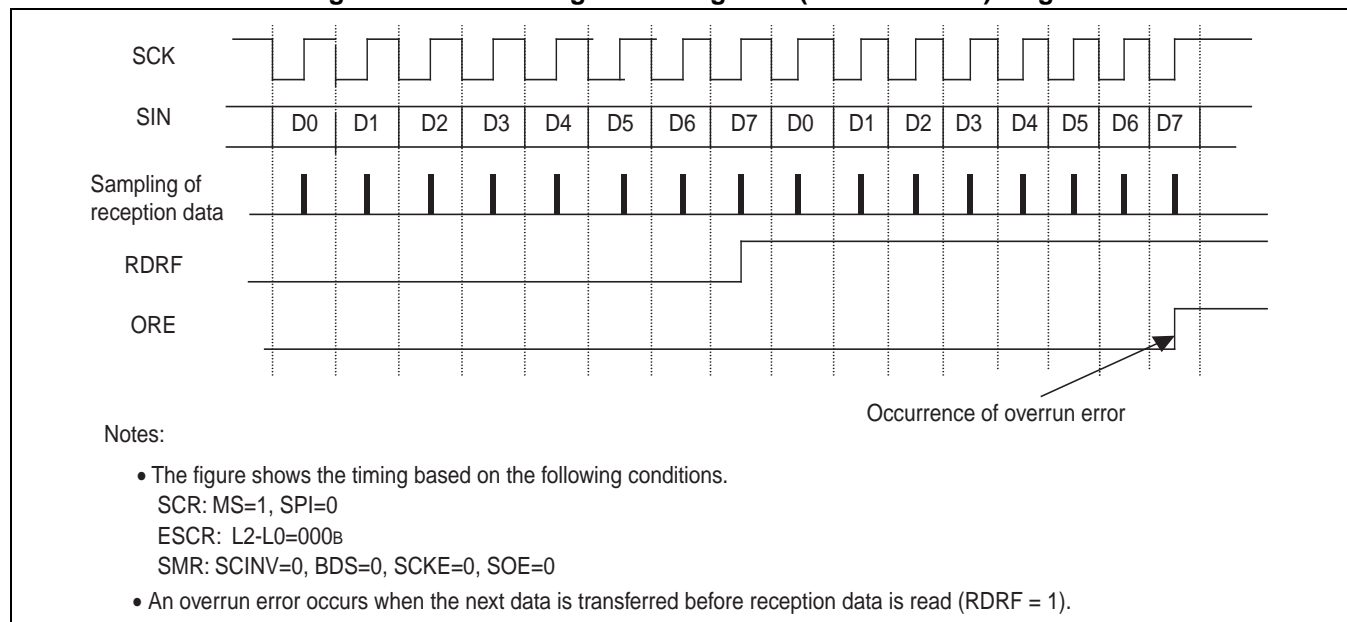 SCK
SIN
D0 D1 D2 D3 D4 D5 D6 D7 D0 D1 D2 D3 D4 D5 D6 D7
Sampling of
reception data
RDRF
ORE
Occurrence of overrun error
Notes:
• The figure shows the timing based on the following conditions.
SCR: MS=1, SPI=0
ESCR: L2-L0=000B
SMR: SCINV=0, BDS=0, SCKE=0, SOE=0
• An overrun error occurs when the next data is transferred before reception data is read (RDRF = 1).